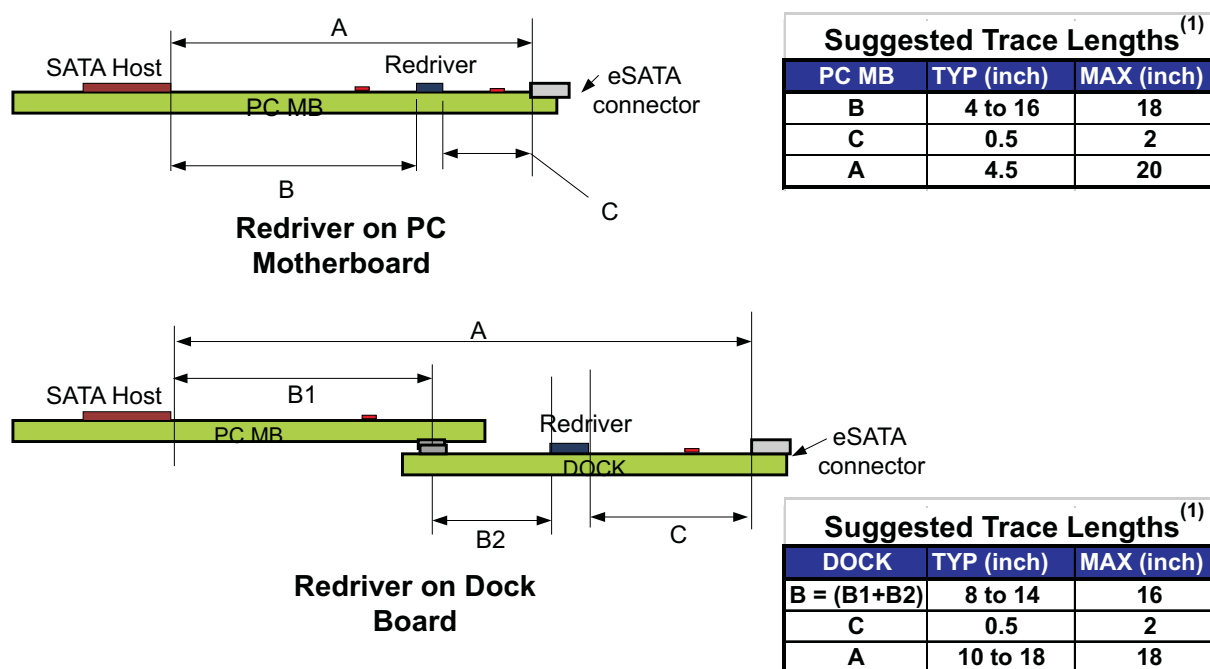 A
SATA Host
Redriver
eSATA
connector
PC MB
B
C
Redriver on PC
Motherboard
Suggested Trace Lengths(1)
PC MB TYP (inch) MAX (inch)
B 4 to 16 18
C 0.5 2
A 4.5 20
A
B1
SATA Host
PC MB
Redriver
eSATA
connector
DOCK
B2
C
Redriver on Dock
Board
Suggested Trace Lengths(1)
DOCK TYP (inch) MAX (inch)
B = (B1+B2) 8 to 14 16
C 0.5 2
A 10 to 18 18